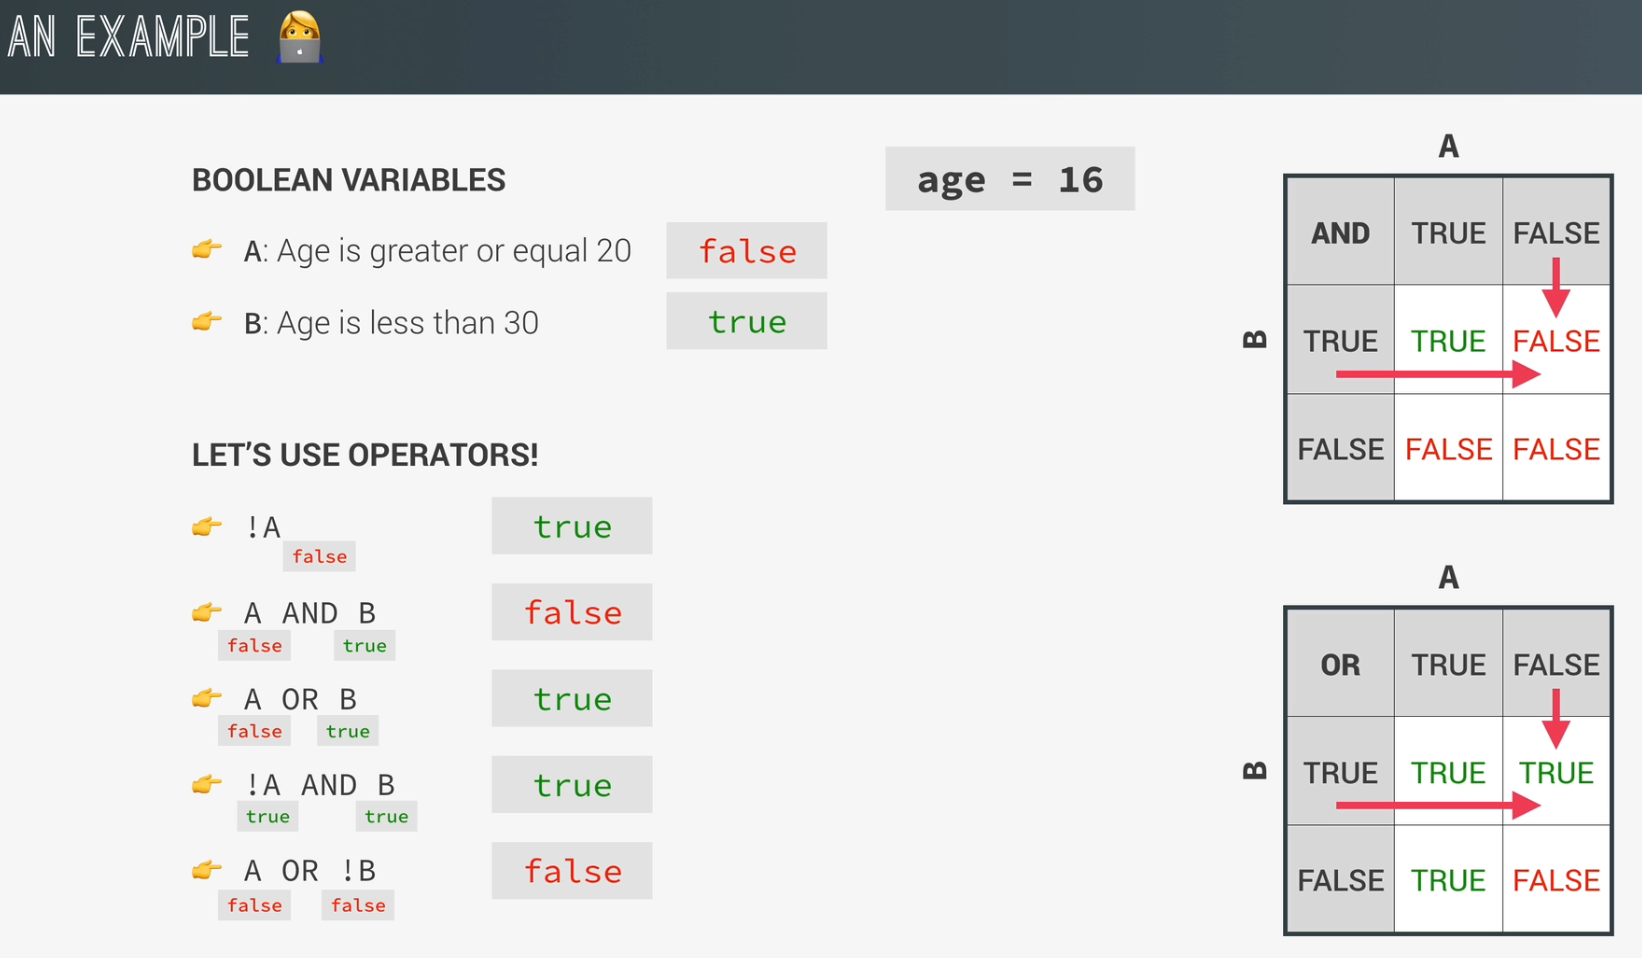 AN EXAMPLE
BOOLEAN VARIABLES
A: Age is greater or equal 20
false
B: Age is less than 30
true
age = 16
LET’S USE OPERATORS!
!A
true
false
A AND B
false
false
true
A OR B
true
false
true
!A AND B
true
true
true
A OR !B
false
false
false
A
AND TRUE FALSE
B
TRUE TRUE FALSE
FALSE FALSE FALSE
A
OR TRUE FALSE
B
TRUE TRUE TRUE
FALSE TRUE FALSE